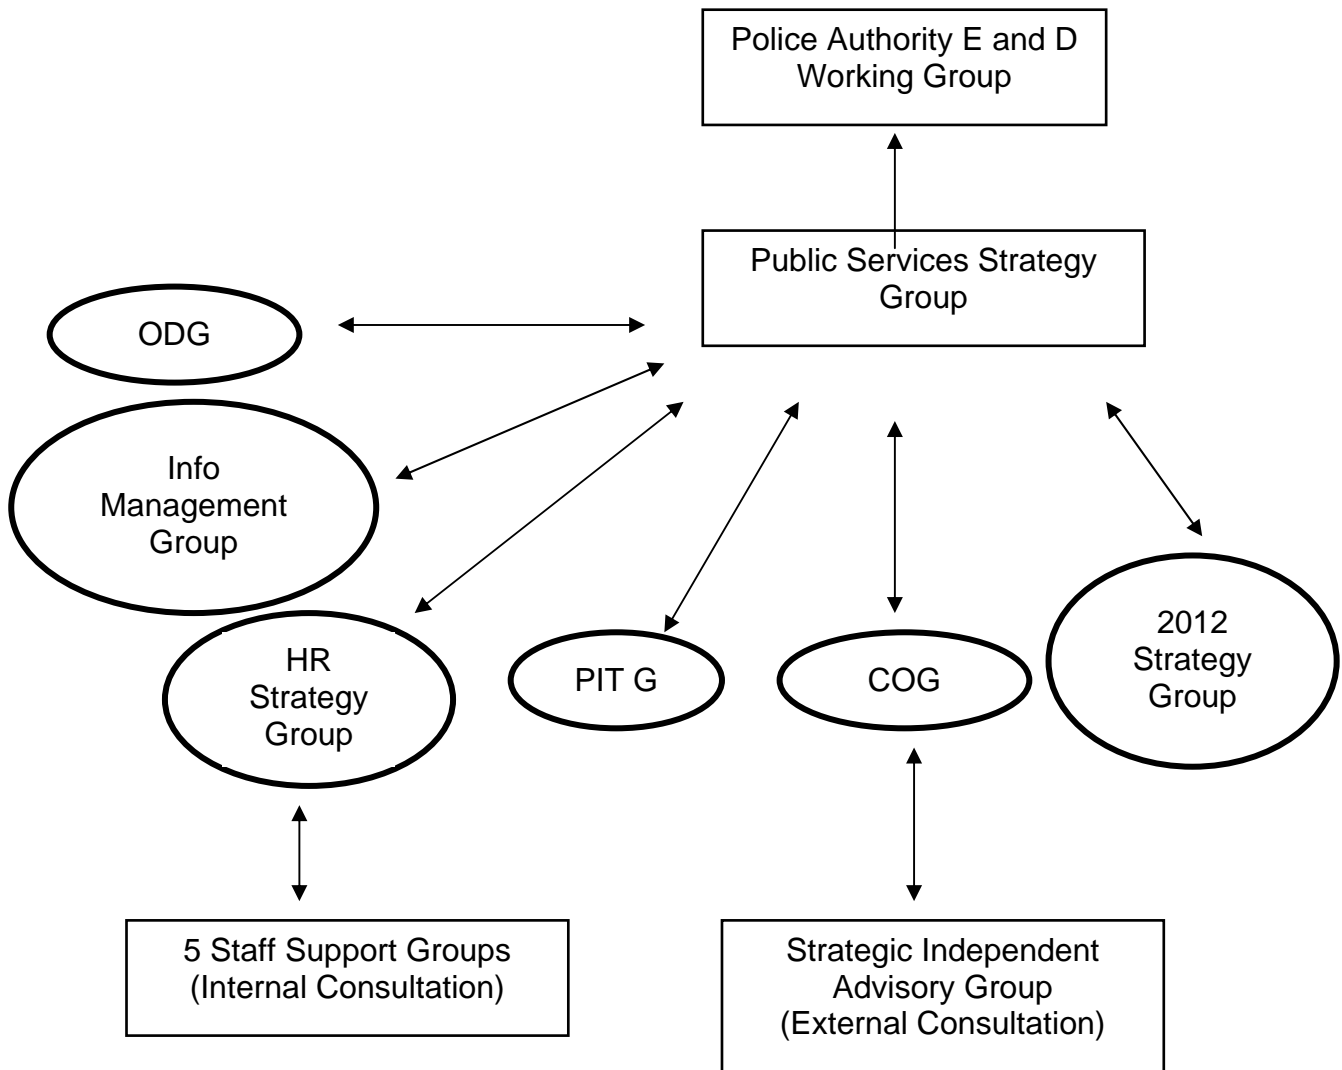 Police Authority E and D
Working Group
Public Services Strategy
Group
ODG
Info
Management
Group
HR
Strategy
Group
PIT G
COG
2012
Strategy
Group
5 Staff Support Groups
(Internal Consultation)
Strategic Independent
Advisory Group
(External Consultation)